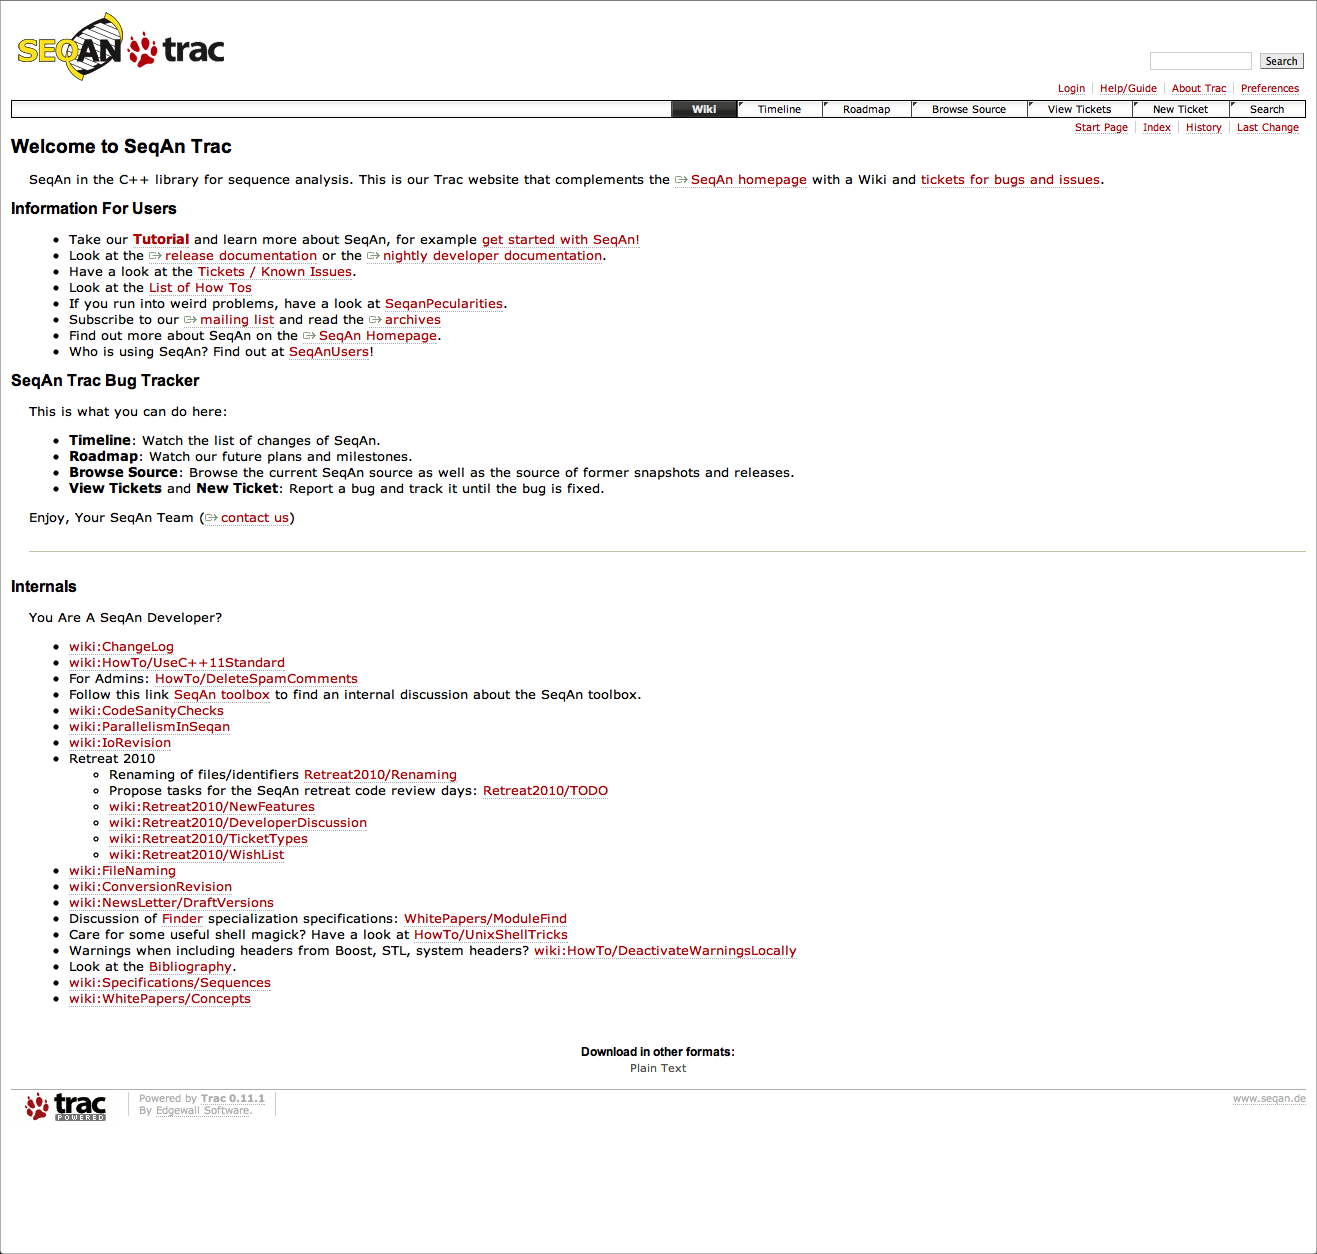 SEQAN trac
Search
Login Help/Guide About Trac Preferences
Wiki Timeline Roadmap Browse Source View Tickets New Ticket Search
Start Page Index History Last Change
Welcome to SeqAn Trac
SeqAn in the C++ library for sequence analysis. This is our Trac website that complements the SeqAn homepage with a Wiki and tickets for bugs and issues.
Information For Users
Take our Tutorial and learn more about SeqAn, for example get started with SeqAn!
Look at the release documentation or the nightly developer documentation.
Have a look at the Tickets / Known Issues.
Look at the List of How Tos
If you run into weird problems, have a look at SeqanPecularities.
Subscribe to our mailing list and read the archives
Find out more about SeqAn on the SeqAn Homepage.
Who is using SeqAn? Find out at SeqAnUsers!
SeqAn Trac Bug Tracker
This is what you can do here:
Timeline: Watch the list of changes of SeqAn.
Roadmap: Watch our future plans and milestones.
Browse Source: Browse the current SeqAn source as well as the source of former snapshots and releases.
View Tickets and New Ticket: Report a bug and track it until the bug is fixed.
Enjoy, Your SeqAn Team (contact us)
Internals
You Are A SeqAn Developer?
wiki:ChangeLog
wiki:HowTo/UseC++11Standard
For Admins: HowTo/DeleteSpamComments
Follow this link SeqAn toolbox to find an internal discussion about the SeqAn toolbox.
wiki:CodeSanityChecks
wiki:ParallelismInSeqan
wiki:IoRevision
Retreat 2010
Renaming of files/identifiers Retreat2010/Renaming
Propose tasks for the SeqAn retreat code review days: Retreat2010/TODO
wiki:Retreat2010/NewFeatures
wiki:Retreat2010/DeveloperDiscussion
wiki:Retreat2010/TicketTypes
wiki:Retreat2010/WishList
wiki:FileNaming
wiki:ConversionRevision
wiki:NewsLetter/DraftVersions
Discussion of Finder specialization specifications: WhitePapers/ModuleFind
Care for some useful shell magick? Have a look at HowTo/UnixShellTricks
Warnings when including headers from Boost, STL, system headers? wiki:HowTo/DeactivateWarningsLocally
Look at the Bibliography.
wiki:Specifications/Sequences
wiki:WhitePapers/Concepts
Download in other formats:
Plain Text
trac POWERED
Powered by Trac 0.11.1
By Edgewall Software.
www.seqan.de